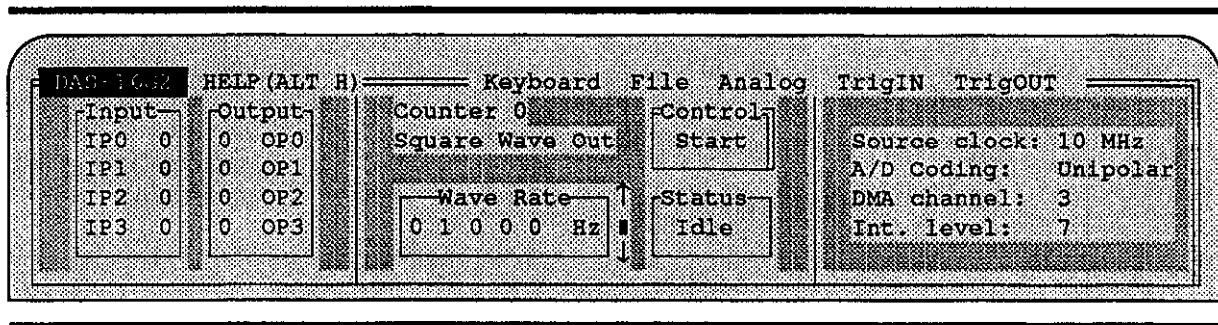 DAS-1602 HELP(ALT H) Keyboard File Analog TrigIN TrigOUT
Input Output Counter 0 Control
IP0 0 0 OP0 Square Wave Out Start Source clock: 10 MHz
IP1 0 0 OP1 A/D Coding: Unipolar
IP2 0 0 OP2 Wave Rate Status DMA channel: 3
IP3 0 0 OP3 0 1 0 0 0 Hz Idle Int. level: 7